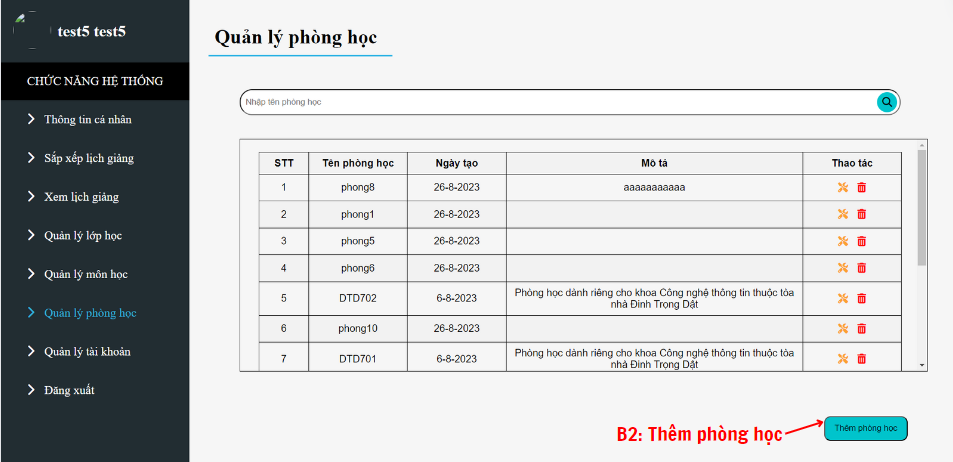 test5 test5
CHỨC NĂNG HỆ THỐNG
Thông tin cá nhân
Sắp xếp lịch giảng
Xem lịch giảng
Quản lý lớp học
Quản lý môn học
Quản lý phòng học
Quản lý tài khoản
Đăng xuất
Quản lý phòng học
Nhập tên phòng học
STT Tên phòng học Ngày tạo Mô tả Thao tác
1 phong8 26-8-2023 aaaaaaaaaaa
2 phong1 26-8-2023
3 phong5 26-8-2023
4 phong6 26-8-2023
5 DTD702 6-8-2023 Phòng học dành riêng cho khoa Công nghệ thông tin thuộc tòa
nhà Đinh Trọng Dật
6 phong10 26-8-2023
7 DTD701 6-8-2023 Phòng học dành riêng cho khoa Công nghệ thông tin thuộc tòa
nhà Đinh Trọng Dật
B2: Thêm phòng học
Thêm phòng học